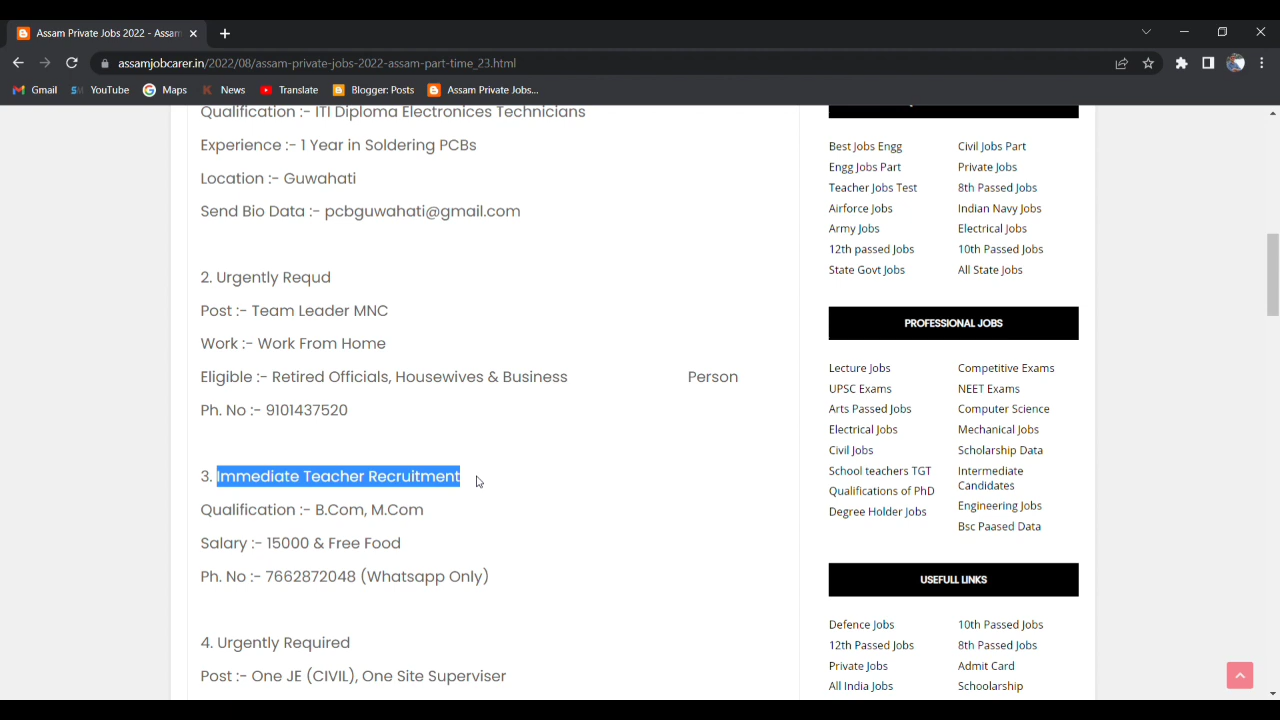 Assam Private Jobs 2022 - Assam
assamjobcarer.in/2022/08/assam-private-jobs-2022-assam-part-time_23.html
Gmail YouTube Maps News Translate Blogger: Posts Assam Private Jobs...
Qualification :- ITI Diploma Electronices Technicians
Experience :- 1 Year in Soldering PCBs
Location :- Guwahati
Send Bio Data :- pcbguwahati@gmail.com
2. Urgently Requd
Post :- Team Leader MNC
Work :- Work From Home
Eligible :- Retired Officials, Housewives & Business Person
Ph. No :- 9101437520
3. Immediate Teacher Recruitment
Qualification :- B.Com, M.Com
Salary :- 15000 & Free Food
Ph. No :- 7662872048 (Whatsapp Only)
4. Urgently Required
Post :- One JE (CIVIL), One Site Superviser
Best Jobs Engg Civil Jobs Part
Engg Jobs Part Private Jobs
Teacher Jobs Test 8th Passed Jobs
Airforce Jobs Indian Navy Jobs
Army Jobs Electrical Jobs
12th passed Jobs 10th Passed Jobs
State Govt Jobs All State Jobs
PROFESSIONAL JOBS
Lecture Jobs Competitive Exams
UPSC Exams NEET Exams
Arts Passed Jobs Computer Science
Electrical Jobs Mechanical Jobs
Civil Jobs Scholarship Data
School teachers TGT Intermediate
Candidates
Qualifications of PhD
Engineering Jobs
Degree Holder Jobs
Bsc Paased Data
USEFULL LINKS
Defence Jobs 10th Passed Jobs
12th Passed Jobs 8th Passed Jobs
Private Jobs Admit Card
All India Jobs Schoolarship